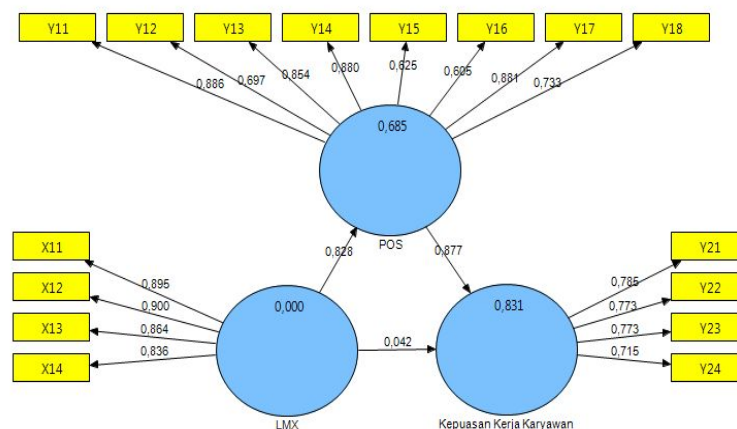 Y11 Y12 Y13 Y14 Y15 Y16 Y17 Y18
0,886 0,697 0,854 0,880 0,625 0,605 0,881 0,733
0,685
POS
X11
X12
X13
X14
0,895
0,900
0,864
0,836
0,828
0,877
0,000
LMX
0,042
0,831
Kepuasan Kerja Karyawan
0,785
0,773
0,773
0,715
Y21
Y22
Y23
Y24